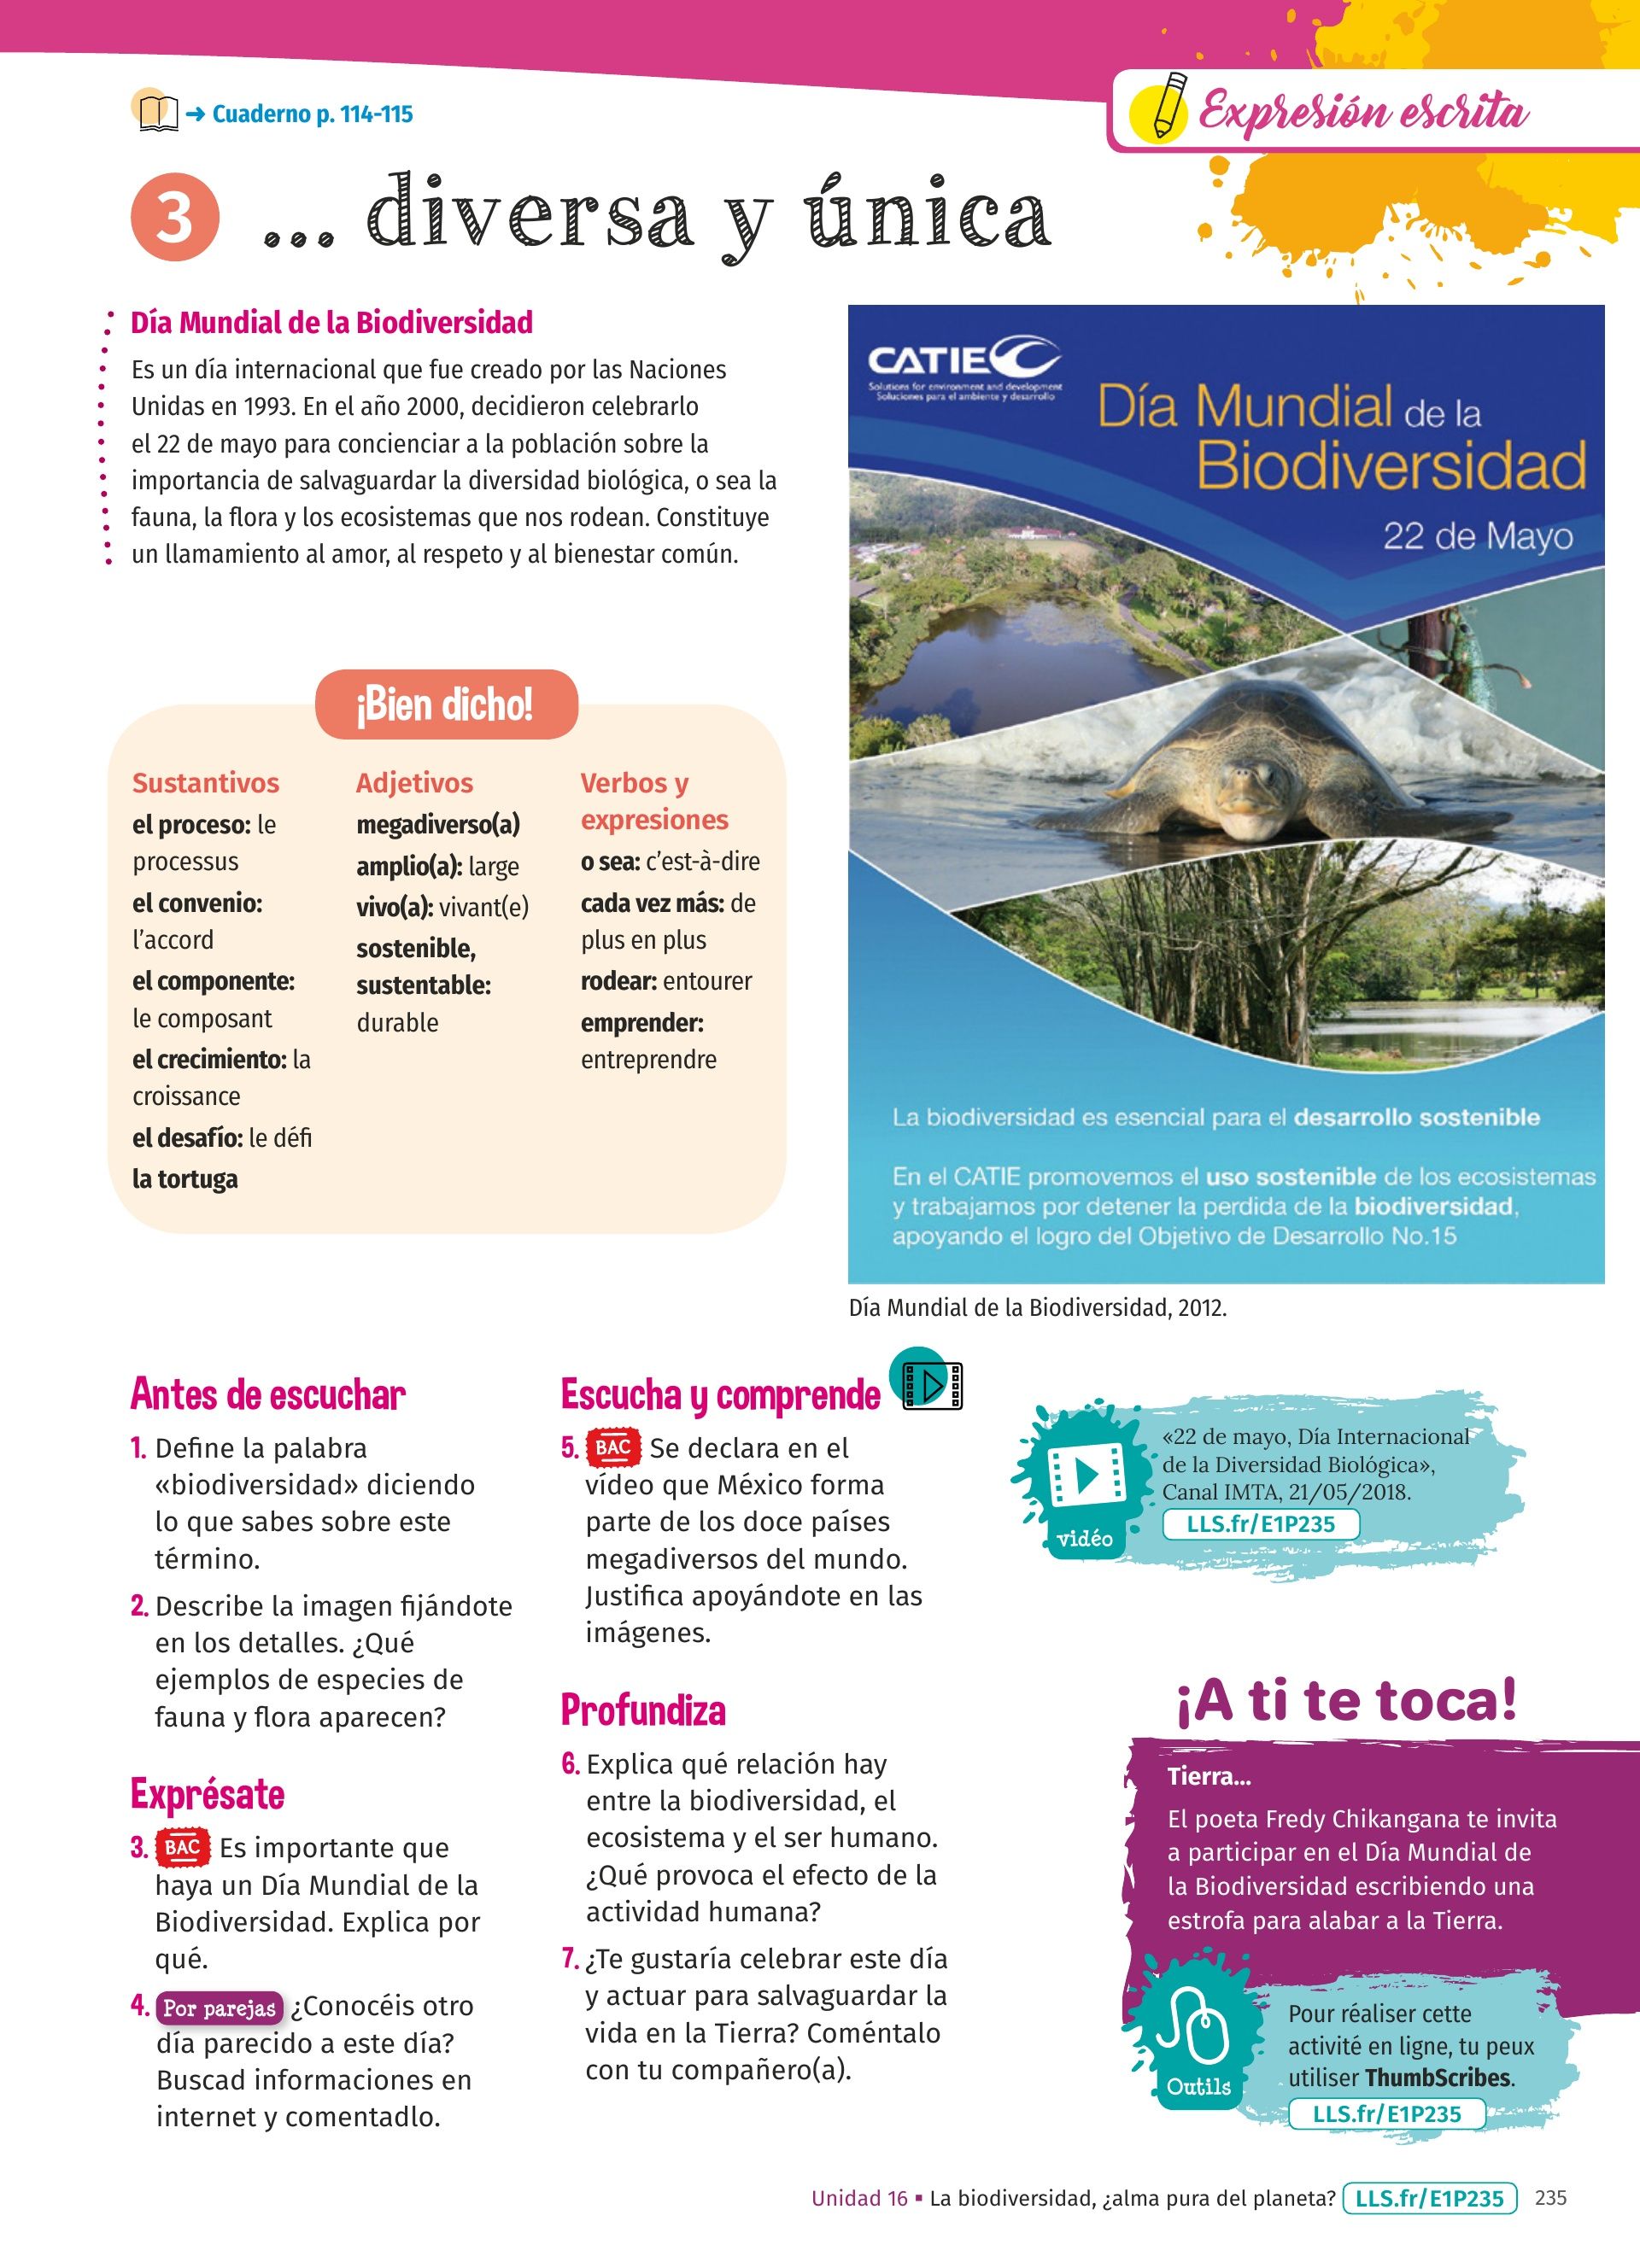 ➜ Cuaderno p. 114-115
Expresión escrita
3 ... diversa y única
Día Mundial de la Biodiversidad
Es un día internacional que fue creado por las Naciones
Unidas en 1993. En el año 2000, decidieron celebrarlo
el 22 de mayo para concienciar a la población sobre la
importancia de salvaguardar la diversidad biológica, o sea la
fauna, la flora y los ecosistemas que nos rodean. Constituye
un llamamiento al amor, al respeto y al bienestar común.
¡Bien dicho!
Sustantivos
el proceso: le
processus
el convenio:
l'accord
el componente:
le composant
el crecimiento: la
croissance
el desafío: le défi
la tortuga
Adjetivos
megadiverso(a)
amplio(a): large
vivo(a): vivant(e)
sostenible,
sustentable:
durable
Verbos y
expresiones
o sea: c'est-à-dire
cada vez más: de
plus en plus
rodear: entourer
emprender:
entreprendre
CATIE
Solutions for environment and development
Soluciones para el ambiente y desarrollo
Día Mundial de la
Biodiversidad
22 de Mayo
La biodiversidad es esencial para el desarrollo sostenible
En el CATIE promovemos el uso sostenible de los ecosistemas
y trabajamos por detener la perdida de la biodiversidad,
apoyando el logro del Objetivo de Desarrollo No.15
Día Mundial de la Biodiversidad, 2012.
Antes de escuchar
1. Define la palabra
«biodiversidad» diciendo
lo que sabes sobre este
término.
2. Describe la imagen fijándote
en los detalles. ¿Qué
ejemplos de especies de
fauna y flora aparecen?
Exprésate
3. BAC Es importante que
haya un Día Mundial de la
Biodiversidad. Explica por
qué.
4. Por parejas ¿Conocéis otro
día parecido a este día?
Buscad informaciones en
internet y comentadlo.
Escucha y comprende
5. BAC Se declara en el
vídeo que México forma
parte de los doce países
megadiversos del mundo.
Justifica apoyándote en las
imágenes.
Profundiza
6. Explica qué relación hay
entre la biodiversidad, el
ecosistema y el ser humano.
¿Qué provoca el efecto de la
actividad humana?
7. ¿Te gustaría celebrar este día
y actuar para salvaguardar la
vida en la Tierra? Coméntalo
con tu compañero(a).
vidéo
«22 de mayo, Día Internacional
de la Diversidad Biológica»,
Canal IMTA, 21/05/2018.
LLS.fr/E1P235
¡A ti te toca!
Tierra...
El poeta Fredy Chikangana te invita
a participar en el Día Mundial de
la Biodiversidad escribiendo una
estrofa para alabar a la Tierra.
Outils
Pour réaliser cette
activité en ligne, tu peux
utiliser ThumbScribes.
LLS.fr/E1P235
Unidad 16 ▪ La biodiversidad, ¿alma pura del planeta? LLS.fr/E1P235 235